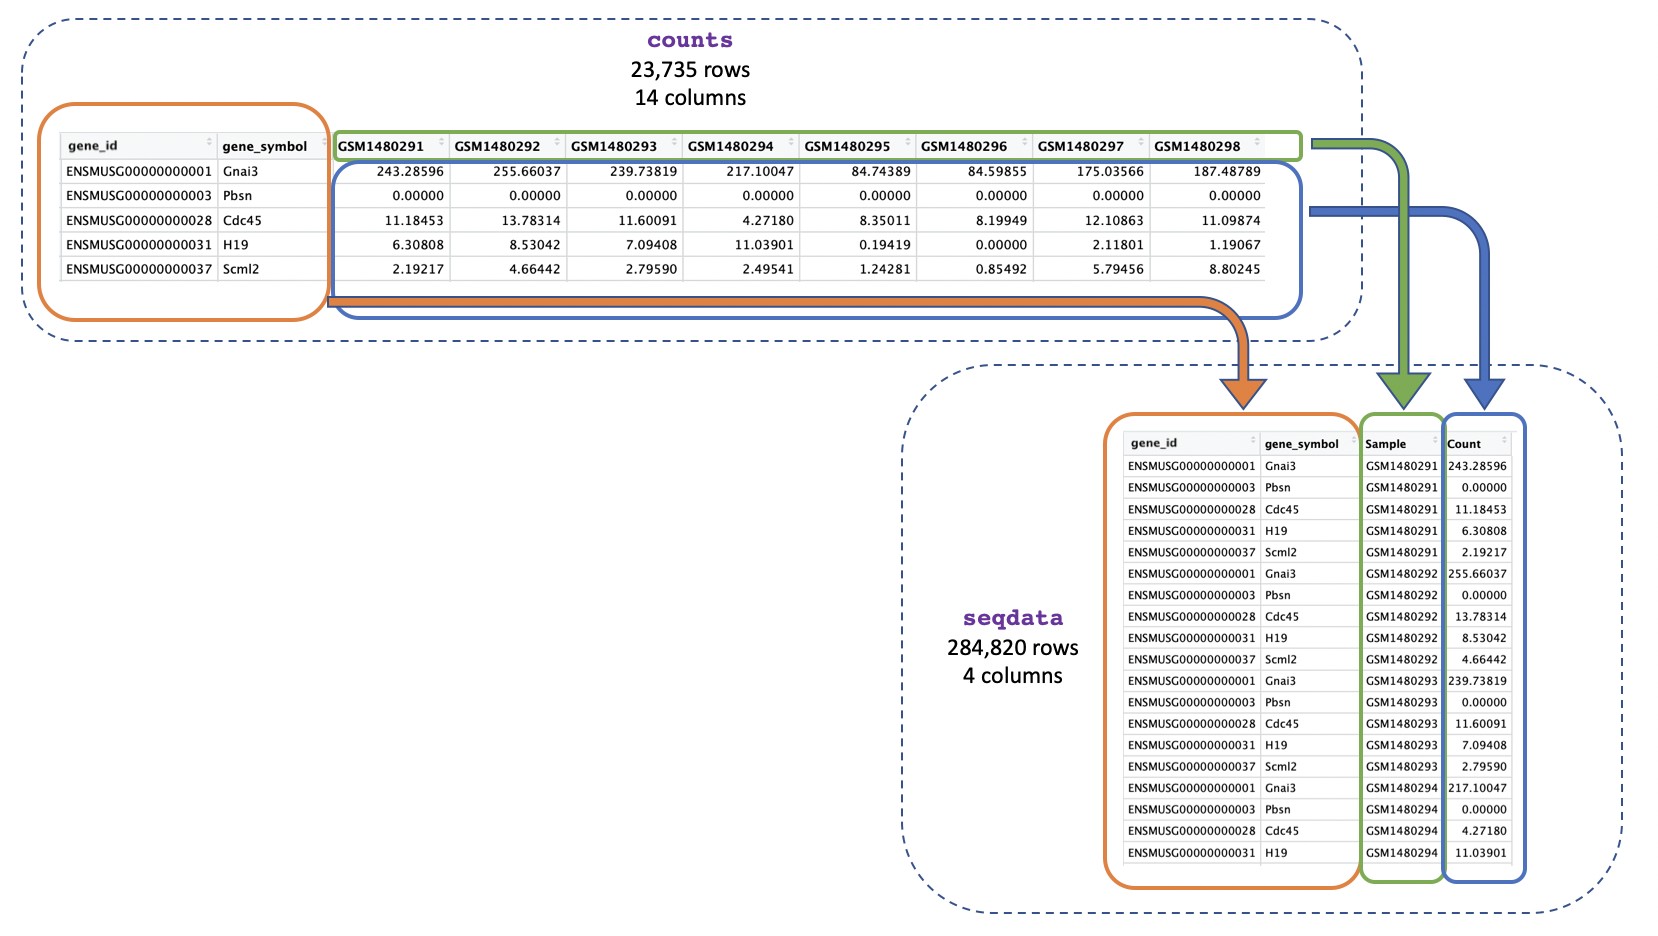 counts
23,735 rows
14 columns
gene_id gene_symbol GSM1480291 GSM1480292 GSM1480293 GSM1480294 GSM1480295 GSM1480296 GSM1480297 GSM1480298
ENSMUSG00000000001 Gnai3 243.28596 255.66037 239.73819 217.10047 84.74389 84.59855 175.03566 187.48789
ENSMUSG00000000003 Pbsn 0.00000 0.00000 0.00000 0.00000 0.00000 0.00000 0.00000 0.00000
ENSMUSG00000000028 Cdc45 11.18453 13.78314 11.60091 4.27180 8.35011 8.19949 12.10863 11.09874
ENSMUSG00000000031 H19 6.30808 8.53042 7.09408 11.03901 0.19419 0.00000 2.11801 1.19067
ENSMUSG00000000037 Scml2 2.19217 4.66442 2.79590 2.49541 1.24281 0.85492 5.79456 8.80245
seqdata
284,820 rows
4 columns
gene_id gene_symbol Sample Count
ENSMUSG00000000001 Gnai3 GSM1480291 243.28596
ENSMUSG00000000003 Pbsn GSM1480291 0.00000
ENSMUSG00000000028 Cdc45 GSM1480291 11.18453
ENSMUSG00000000031 H19 GSM1480291 6.30808
ENSMUSG00000000037 Scml2 GSM1480291 2.19217
ENSMUSG00000000001 Gnai3 GSM1480292 255.66037
ENSMUSG00000000003 Pbsn GSM1480292 0.00000
ENSMUSG00000000028 Cdc45 GSM1480292 13.78314
ENSMUSG00000000031 H19 GSM1480292 8.53042
ENSMUSG00000000037 Scml2 GSM1480292 4.66442
ENSMUSG00000000001 Gnai3 GSM1480293 239.73819
ENSMUSG00000000003 Pbsn GSM1480293 0.00000
ENSMUSG00000000028 Cdc45 GSM1480293 11.60091
ENSMUSG00000000031 H19 GSM1480293 7.09408
ENSMUSG00000000037 Scml2 GSM1480293 2.79590
ENSMUSG00000000001 Gnai3 GSM1480294 217.10047
ENSMUSG00000000003 Pbsn GSM1480294 0.00000
ENSMUSG00000000028 Cdc45 GSM1480294 4.27180
ENSMUSG00000000031 H19 GSM1480294 11.03901